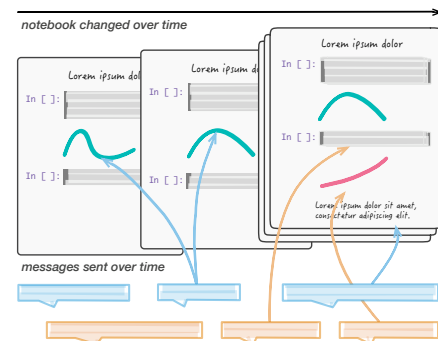 notebook changed over time
Lorem ipsum dol
In [ ]:
In [ ]:
Lorem ipsum d
In [ ]:
In [ ]:
Lorem ipsum dolor
In [ ]:
In [ ]:
Lorem ipsum dolor sit amet,
consectetur adipiscing elit.
messages sent over time